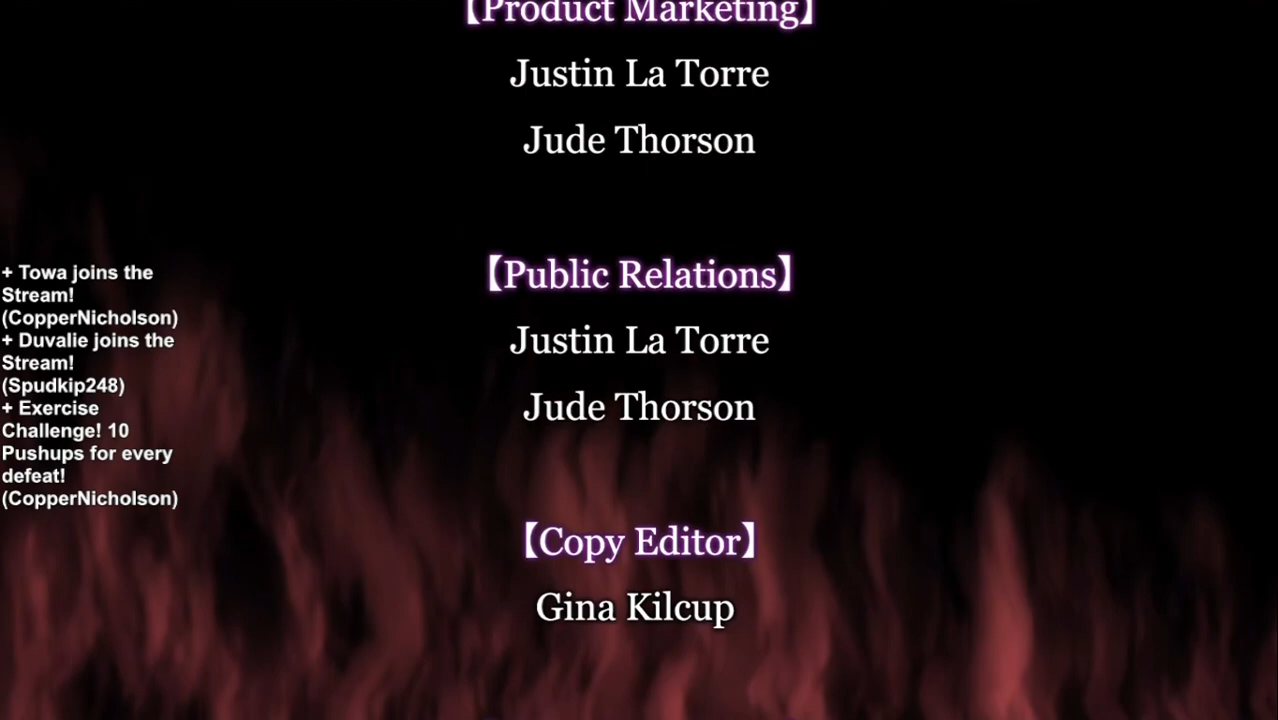 【Product Marketing】
Justin La Torre
Jude Thorson
【Public Relations】
Justin La Torre
Jude Thorson
【Copy Editor】
Gina Kilcup
+ Towa joins the
Stream!
(CopperNicholson)
+ Duvalie joins the
Stream!
(Spudkip248)
+ Exercise
Challenge! 10
Pushups for every
defeat!
(CopperNicholson)